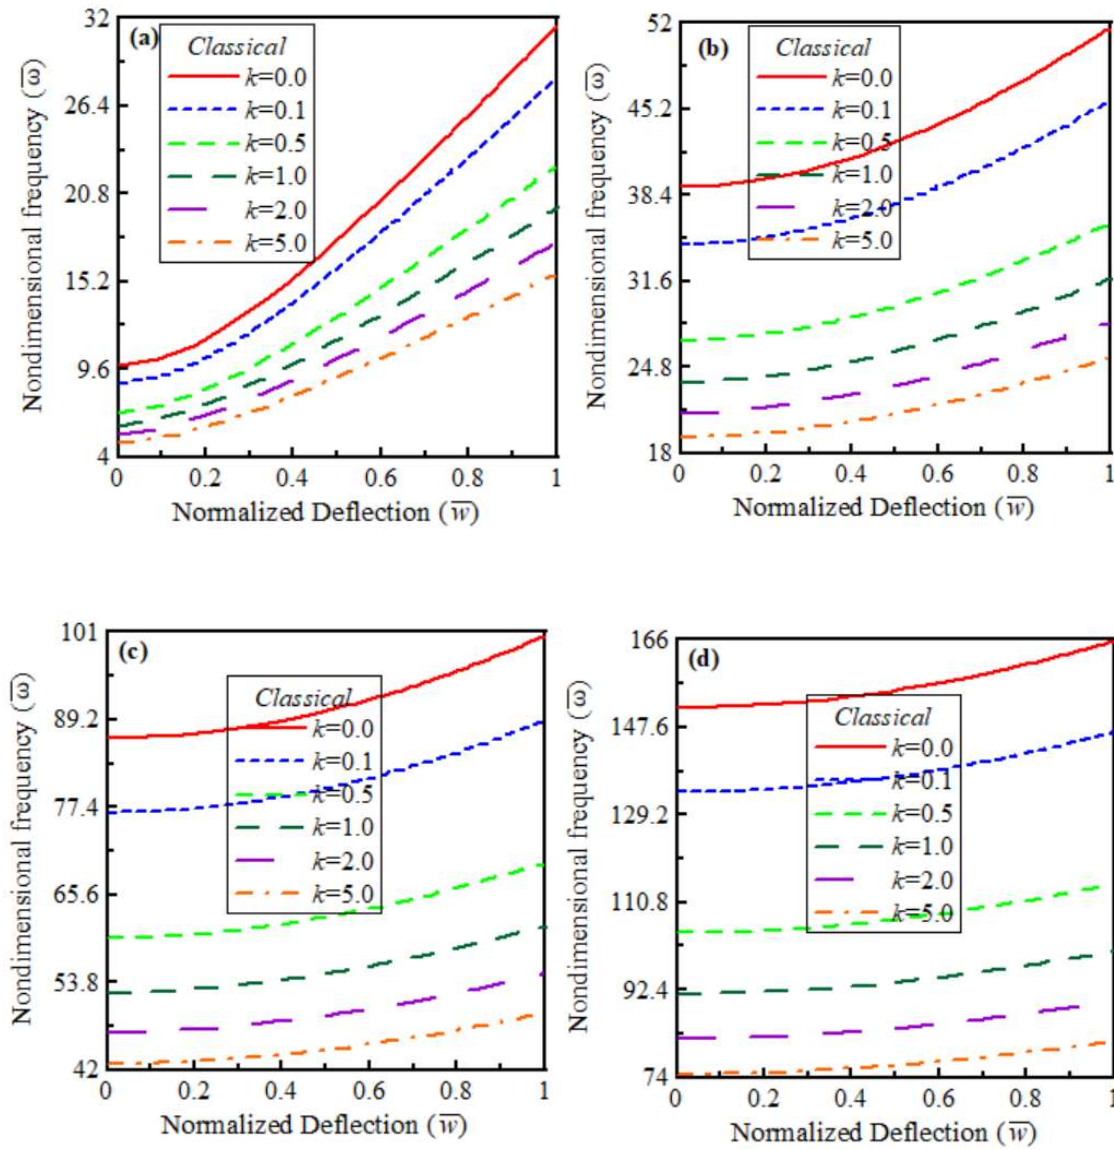 (a)
Classical
k=0.0
k=0.1
k=0.5
k=1.0
k=2.0
k=5.0
32
26.4
20.8
15.2
9.6
4
0 0.2 0.4 0.6 0.8 1
Nondimensional frequency (ω̅)
Normalized Deflection (w̅)
(b)
Classical
k=0.0
k=0.1
k=0.5
k=1.0
k=2.0
k=5.0
52
45.2
38.4
31.6
24.8
18
0 0.2 0.4 0.6 0.8 1
Nondimensional frequency (ω̅)
Normalized Deflection (w̅)
(c)
Classical
k=0.0
k=0.1
k=0.5
k=1.0
k=2.0
k=5.0
101
89.2
77.4
65.6
53.8
42
0 0.2 0.4 0.6 0.8 1
Nondimensional frequency (ω̅)
Normalized Deflection (w̅)
(d)
Classical
k=0.0
k=0.1
k=0.5
k=1.0
k=2.0
k=5.0
166
147.6
129.2
110.8
92.4
74
0 0.2 0.4 0.6 0.8 1
Nondimensional frequency (ω̅)
Normalized Deflection (w̅)